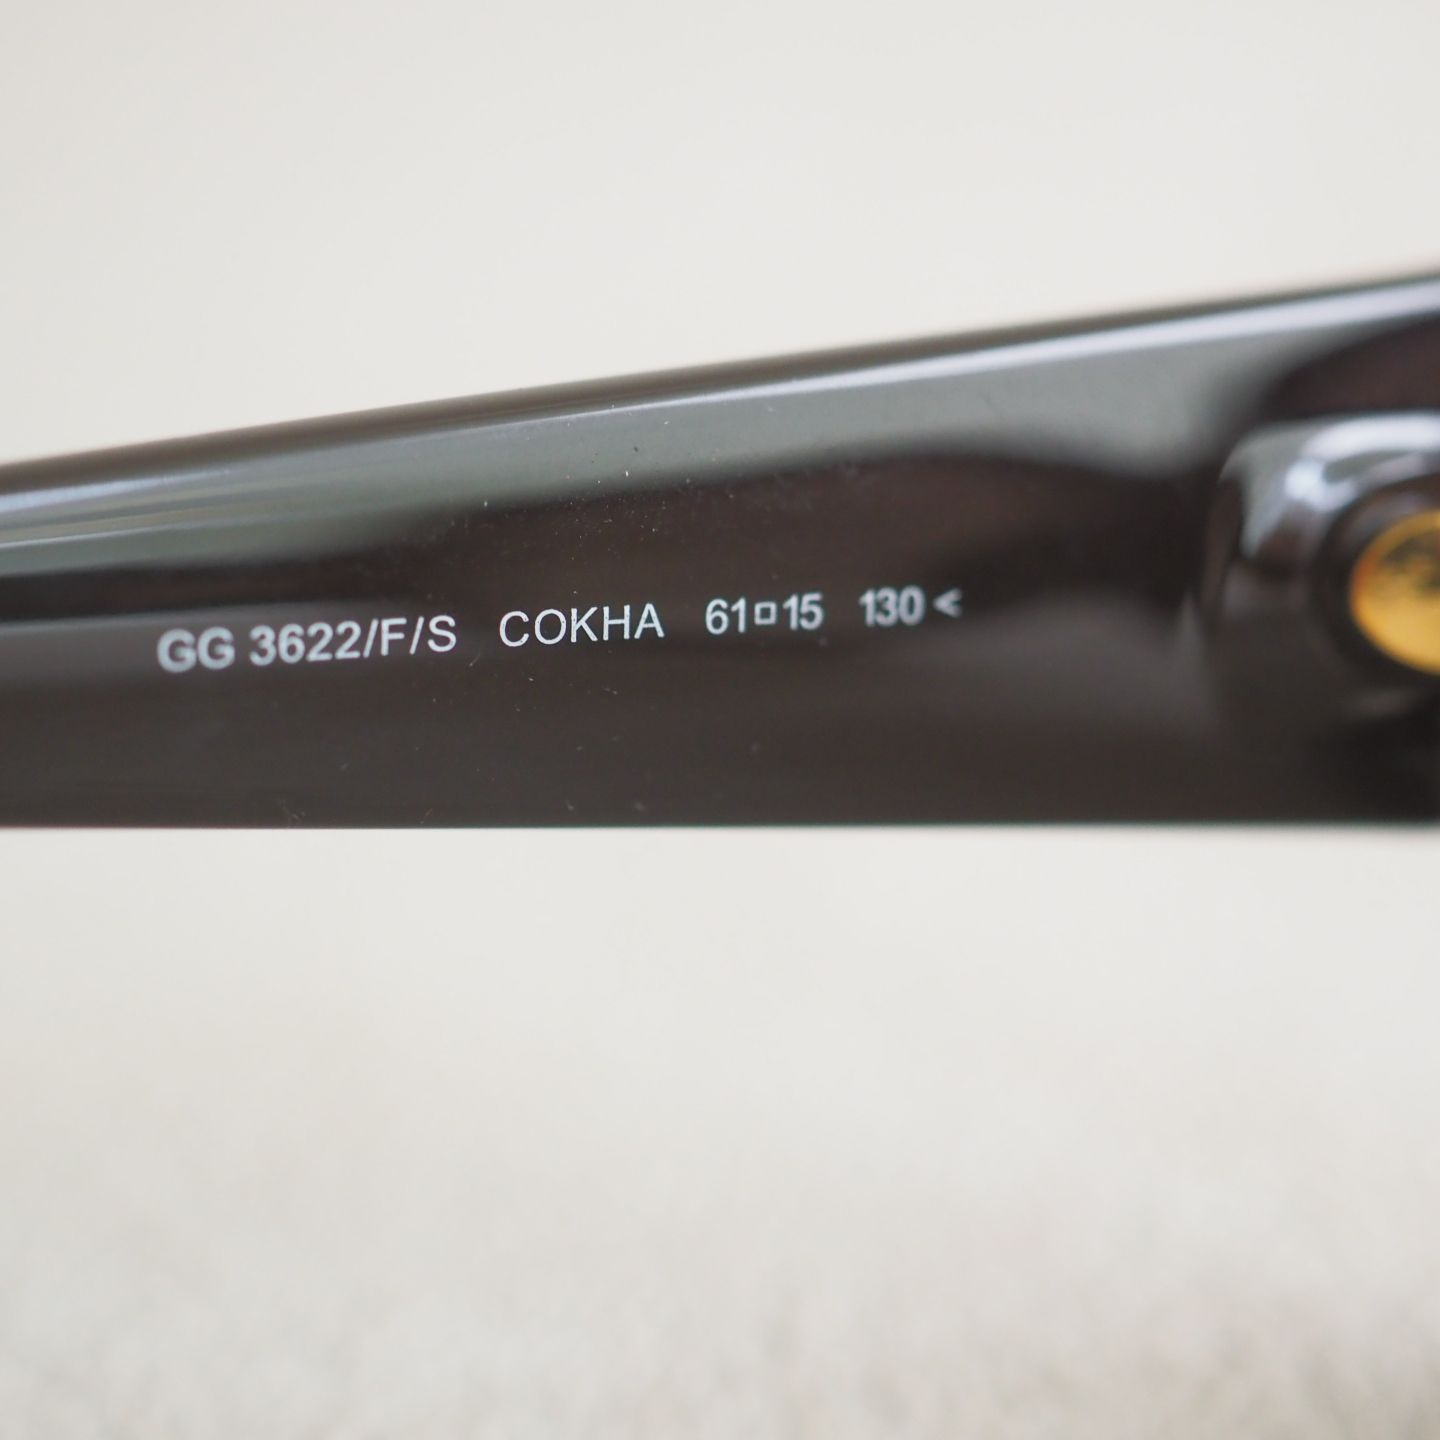 GG 3622/F/S COKHA 61□15 130 <